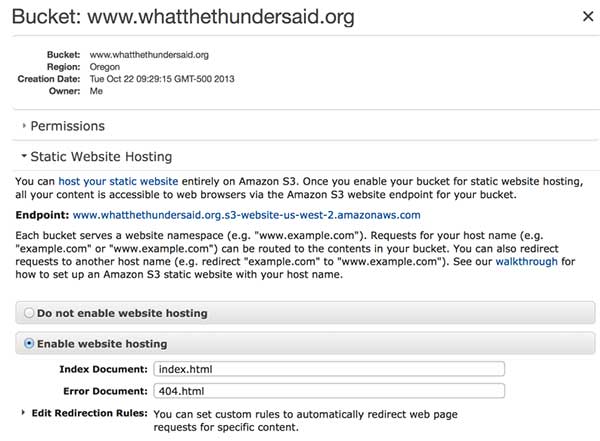 Bucket: www.whatthethundersaid.org
Bucket: www.whatthethundersaid.org
Region: Oregon
Creation Date: Tue Oct 22 09:29:15 GMT-500 2013
Owner: Me
Permissions
Static Website Hosting
You can host your static website entirely on Amazon S3. Once you enable your bucket for static website hosting,
all your content is accessible to web browsers via the Amazon S3 website endpoint for your bucket.
Endpoint: www.whatthethundersaid.org.s3-website-us-west-2.amazonaws.com
Each bucket serves a website namespace (e.g. "www.example.com"). Requests for your host name (e.g.
"example.com" or "www.example.com") can be routed to the contents in your bucket. You can also redirect
requests to another host name (e.g. redirect "example.com" to "www.example.com"). See our walkthrough for
how to set up an Amazon S3 static website with your host name.
Do not enable website hosting
Enable website hosting
Index Document: index.html
Error Document: 404.html
Edit Redirection Rules: You can set custom rules to automatically redirect web page
requests for specific content.